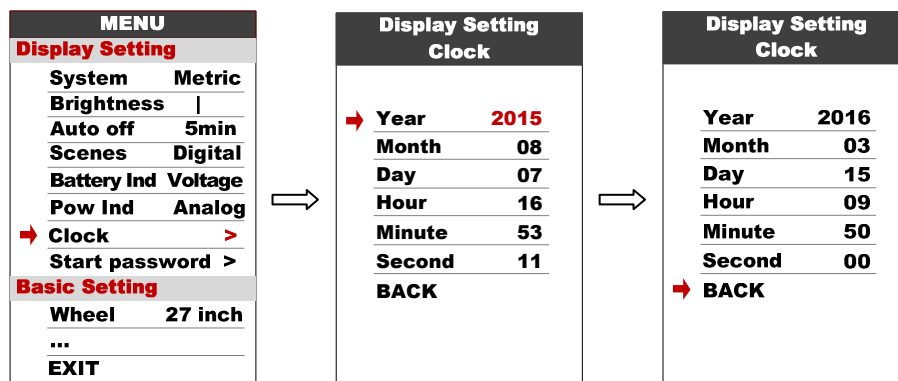 MENU
Display Setting
System Metric
Brightness |
Auto off 5min
Scenes Digital
Battery Ind Voltage
Pow Ind Analog
Clock >
Start password >
Basic Setting
Wheel 27 inch
...
EXIT
Display Setting
Clock
Year 2015
Month 08
Day 07
Hour 16
Minute 53
Second 11
BACK
Display Setting
Clock
Year 2016
Month 03
Day 15
Hour 09
Minute 50
Second 00
BACK